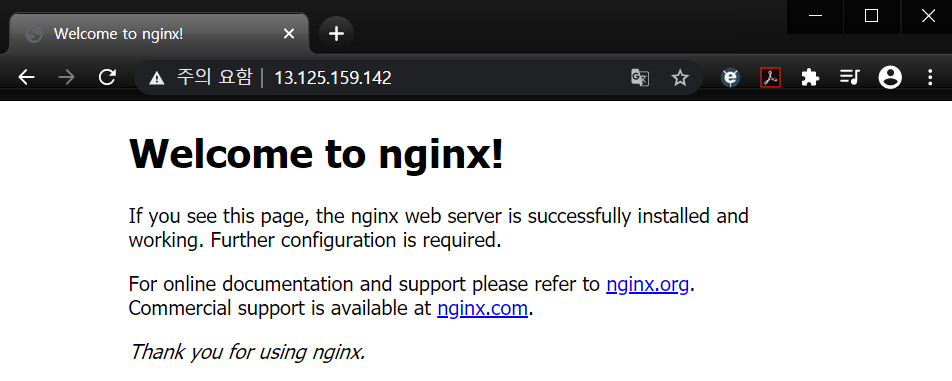 Welcome to nginx!
주의 요함 | 13.125.159.142
Welcome to nginx!
If you see this page, the nginx web server is successfully installed and
working. Further configuration is required.
For online documentation and support please refer to nginx.org.
Commercial support is available at nginx.com.
Thank you for using nginx.